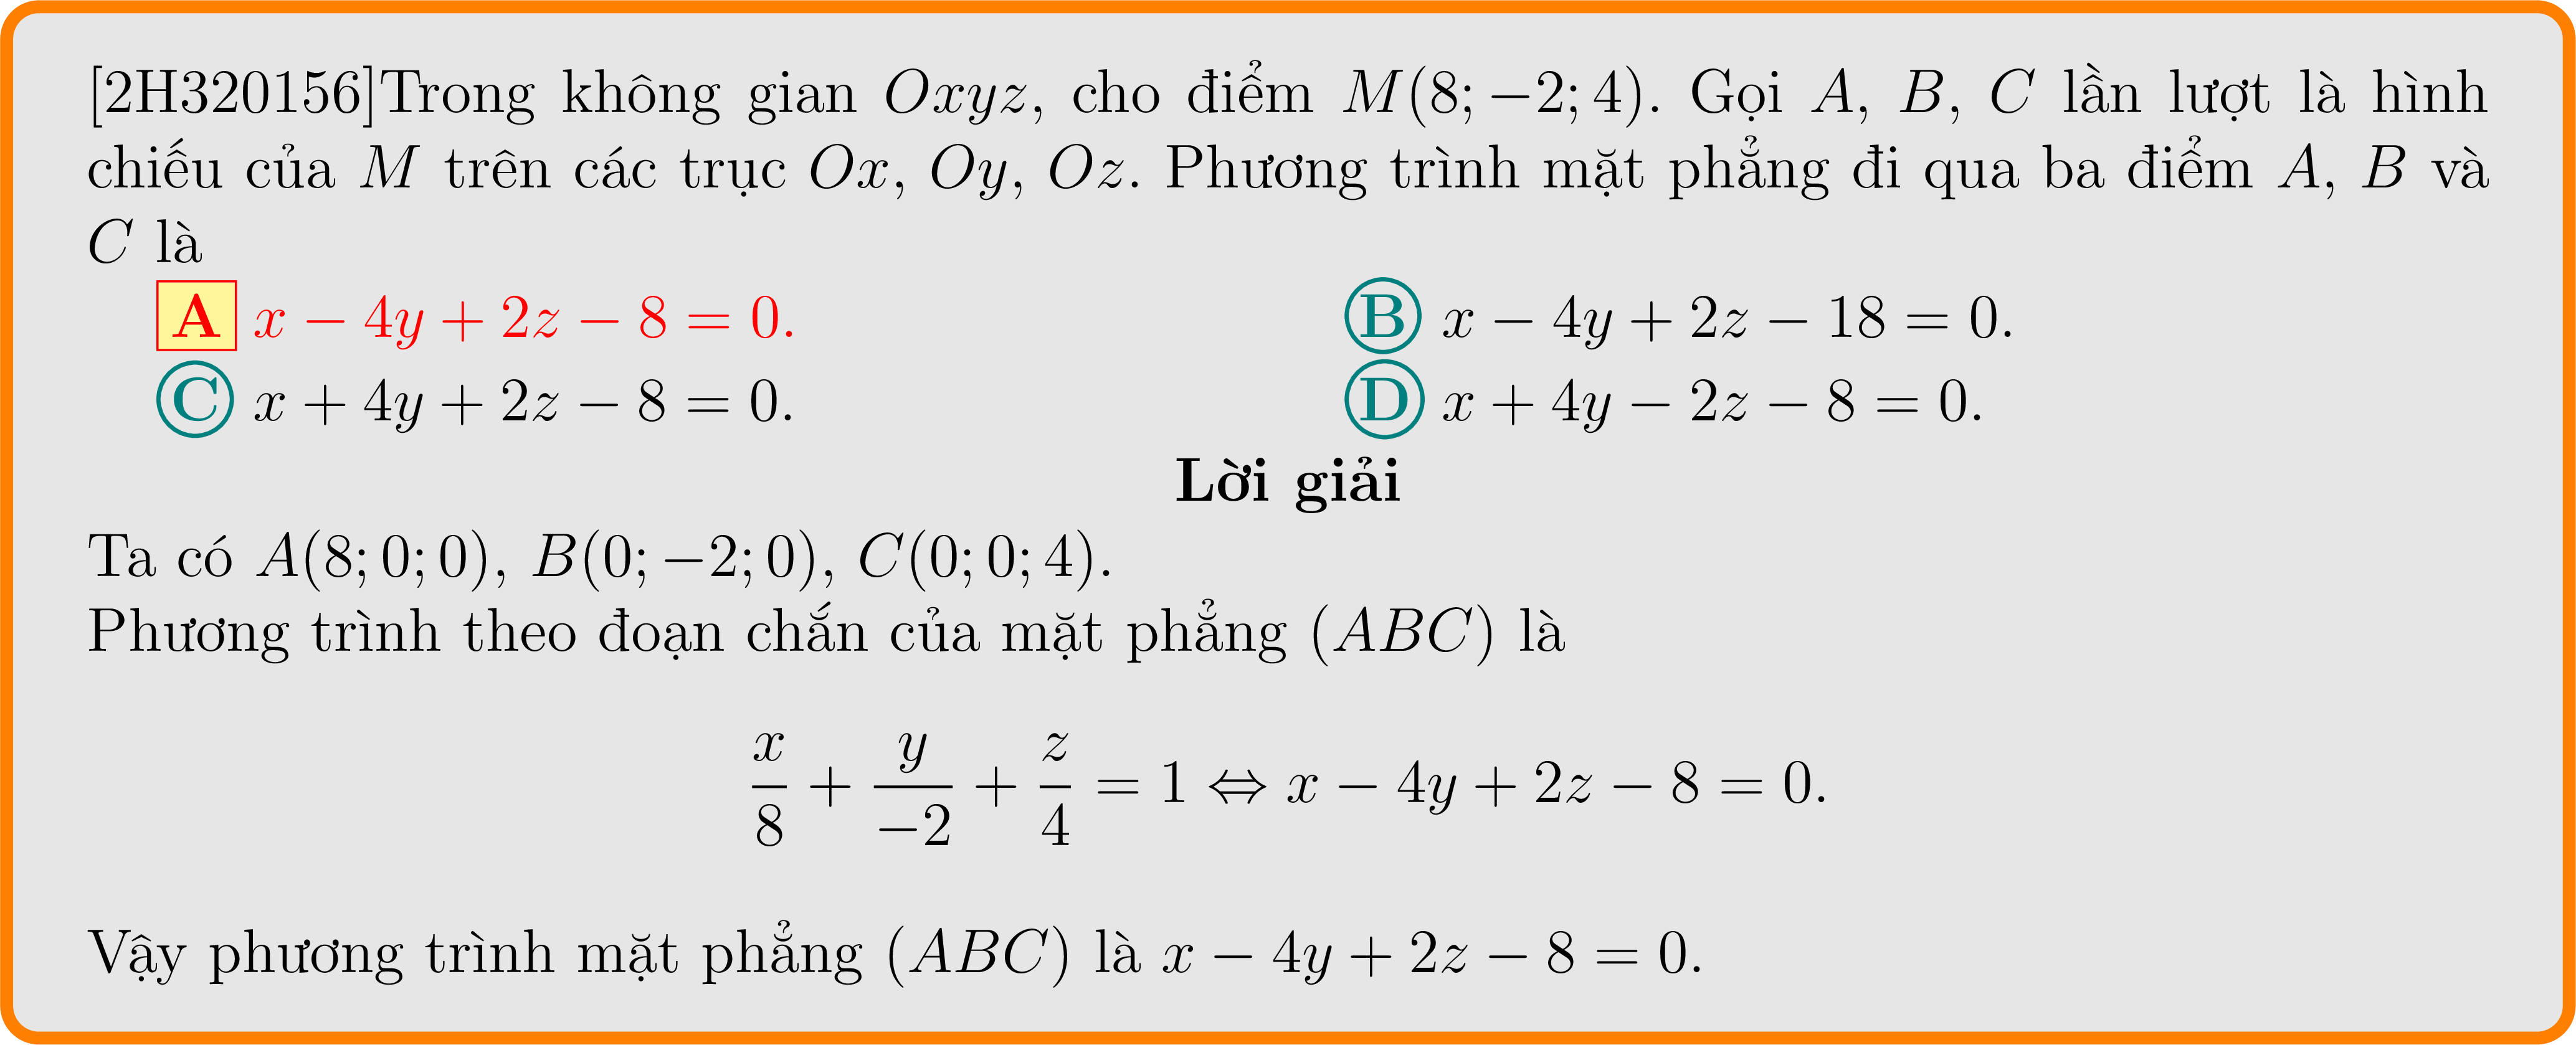 [2H320156]Trong không gian Oxyz, cho điểm M(8; −2; 4). Gọi A, B, C lần lượt là hình
chiếu của M trên các trục Ox, Oy, Oz. Phương trình mặt phẳng đi qua ba điểm A, B và
C là
A x − 4y + 2z − 8 = 0. B x − 4y + 2z − 18 = 0.
C x + 4y + 2z − 8 = 0. D x + 4y − 2z − 8 = 0.
Lời giải
Ta có A(8; 0; 0), B(0; −2; 0), C(0; 0; 4).
Phương trình theo đoạn chắn của mặt phẳng (ABC) là
x/8 + y/−2 + z/4 = 1 ⇔ x − 4y + 2z − 8 = 0.
Vậy phương trình mặt phẳng (ABC) là x − 4y + 2z − 8 = 0.